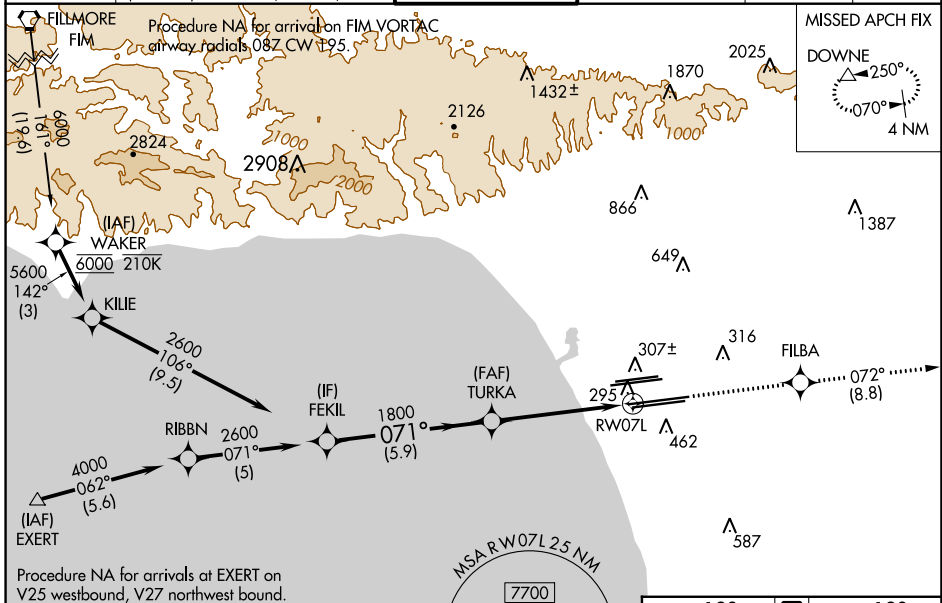 FILLMORE
FIM
Procedure NA for arrival on FIM VORTAC
airway radials 087 CW 195.
MISSED APCH FIX
DOWNE
250°
070°
4 NM
2025
1870
1432±
1000
2126
1000
2824
2908
2000
6000
161°
(19.6)
866
1387
649
(IAF)
WAKER
6000 210K
5600
142°
(3)
KILIE
2600
106°
(9.5)
307±
316
FILBA
072°
(8.8)
295
RW07L
462
(FAF)
TURKA
(IF)
FEKIL
1800
071°
(5.9)
RIBBN
2600
071°
(5)
4000
062°
(5.6)
(IAF)
EXERT
587
MSA RW07L 25 NM
7700
Procedure NA for arrivals at EXERT on
V25 westbound, V27 northwest bound.